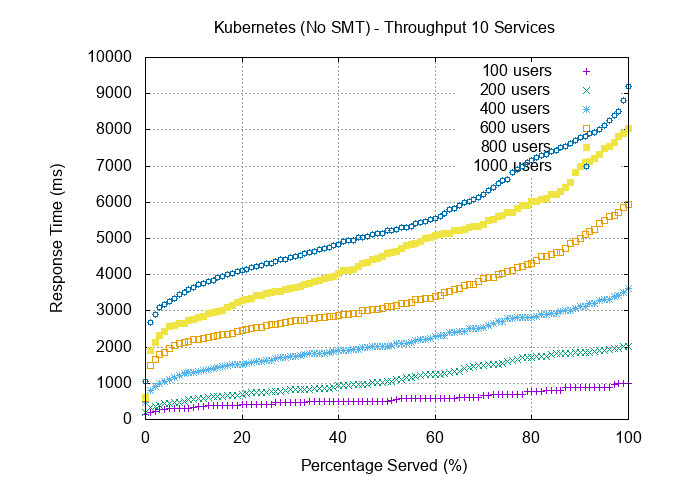 Kubernetes (No SMT) - Throughput 10 Services
10000
9000
8000
7000
6000
5000
4000
3000
2000
1000
0
Response Time (ms)
100 users
200 users
400 users
600 users
800 users
1000 users
0 20 40 60 80 100
Percentage Served (%)